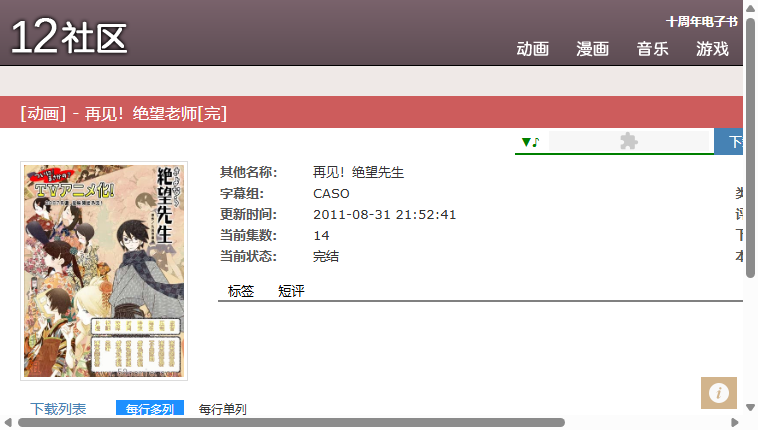 12社区
十周年电子书
动画 漫画 音乐 游戏
[动画] - 再见！绝望老师[完]
▼♪
其他名称： 再见！绝望先生
字幕组： CASO
更新时间： 2011-08-31 21:52:41
当前集数： 14
当前状态： 完结
标签 短评
TVアニメ化!
絶望先生
下载列表 每行多列 每行单列